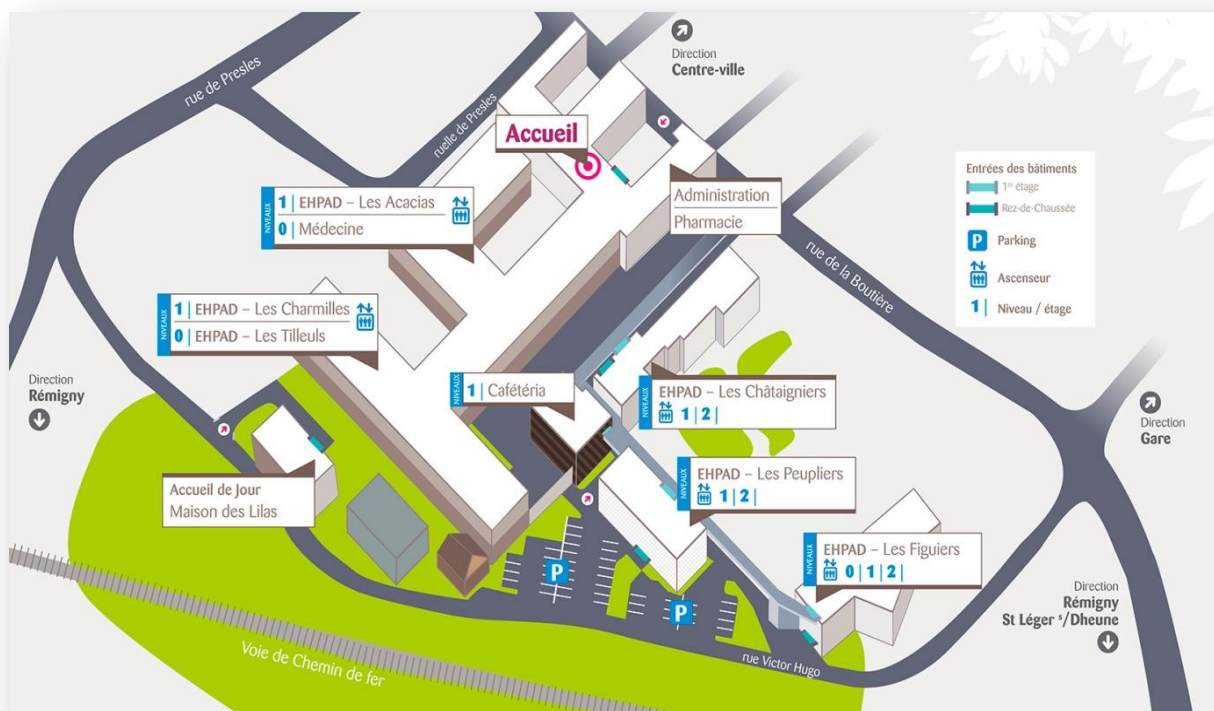 rue de Presles
ruelle de Presles
Direction
Centre-ville
Accueil
NIVEAUX
1 | EHPAD – Les Acacias
0 | Médecine
Administration
Pharmacie
Entrées des bâtiments
1er étage
Rez-de-Chaussée
P Parking
Ascenseur
1 | Niveau / étage
rue de la Boutière
NIVEAUX
1 | EHPAD – Les Charmilles
0 | EHPAD – Les Tilleuls
Direction
Rémigny
NIVEAUX
1 | Cafétéria
NIVEAUX
EHPAD – Les Châtaigniers
1 | 2 |
Direction
Gare
NIVEAUX
EHPAD – Les Peupliers
1 | 2 |
Accueil de Jour
Maison des Lilas
NIVEAUX
EHPAD – Les Figuiers
0 | 1 | 2 |
P
P
Direction
Rémigny
St Léger s/Dheune
rue Victor Hugo
Voie de Chemin de fer